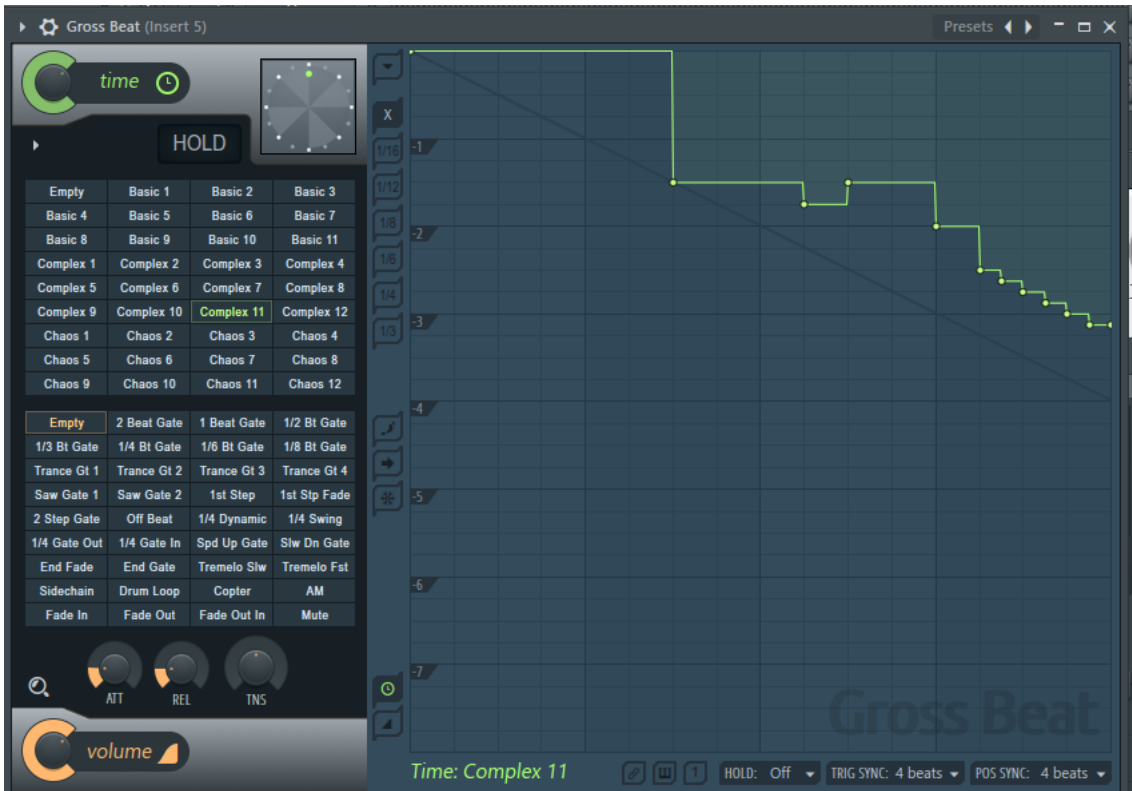 Gross Beat (Insert 5) Presets
time
HOLD
Empty Basic 1 Basic 2 Basic 3
Basic 4 Basic 5 Basic 6 Basic 7
Basic 8 Basic 9 Basic 10 Basic 11
Complex 1 Complex 2 Complex 3 Complex 4
Complex 5 Complex 6 Complex 7 Complex 8
Complex 9 Complex 10 Complex 11 Complex 12
Chaos 1 Chaos 2 Chaos 3 Chaos 4
Chaos 5 Chaos 6 Chaos 7 Chaos 8
Chaos 9 Chaos 10 Chaos 11 Chaos 12
Empty 2 Beat Gate 1 Beat Gate 1/2 Bt Gate
1/3 Bt Gate 1/4 Bt Gate 1/6 Bt Gate 1/8 Bt Gate
Trance Gt 1 Trance Gt 2 Trance Gt 3 Trance Gt 4
Saw Gate 1 Saw Gate 2 1st Step 1st Stp Fade
2 Step Gate Off Beat 1/4 Dynamic 1/4 Swing
1/4 Gate Out 1/4 Gate In Spd Up Gate Slw Dn Gate
End Fade End Gate Tremelo Slw Tremelo Fst
Sidechain Drum Loop Copter AM
Fade In Fade Out Fade Out In Mute
ATT REL TNS
volume
X
1/16
1/12
1/8
1/6
1/4
1/3
-1
-2
-3
-4
-5
-6
-7
Gross Beat
Time: Complex 11 1 HOLD: Off TRIG SYNC: 4 beats POS SYNC: 4 beats